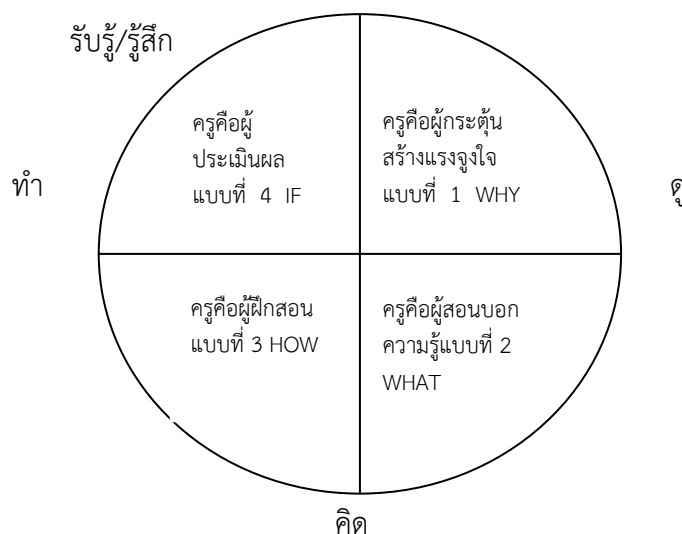 รับรู้/รู้สึก
ครูคือผู้
ประเมินผล
แบบที่ 4 IF
ครูคือผู้กระตุ้น
สร้างแรงจูงใจ
แบบที่ 1 WHY
ทำ
ดู
ครูคือผู้ฝึกสอน
แบบที่ 3 HOW
ครูคือผู้สอนบอก
ความรู้แบบที่ 2
WHAT
คิด